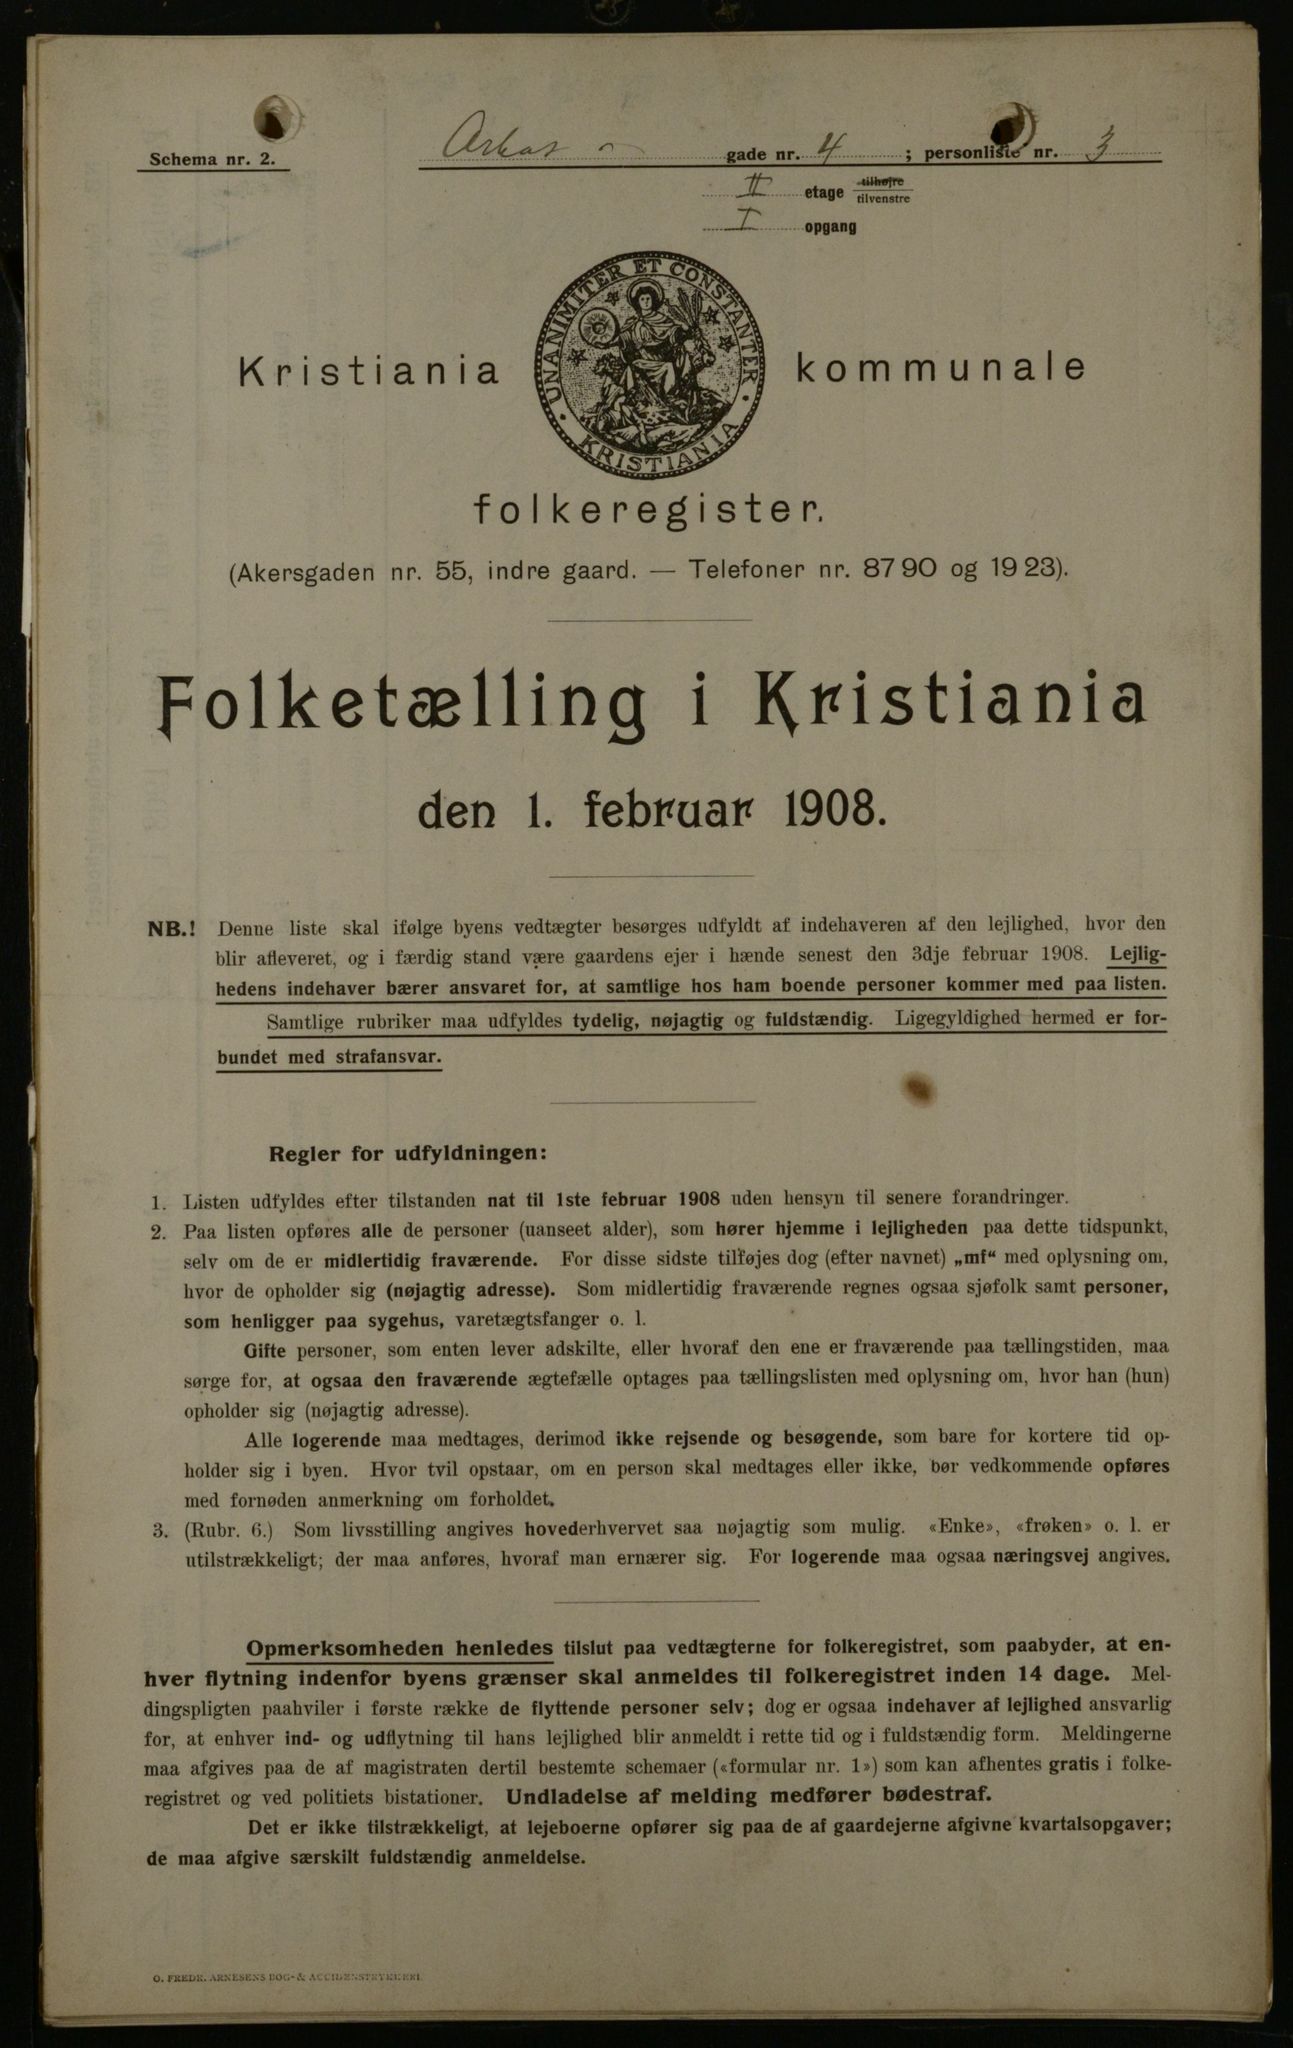 Schema nr. 2.
Arbos gade nr. 4 ; personliste nr. 3
II etage tilhøjre
tilvenstre
I opgang
UNANIMITER ET CONSTANTER
KRISTIANIA
Kristiania kommunale
folkeregister.
(Akersgaden nr. 55, indre gaard. — Telefoner nr. 87 90 og 19 23).
Folketælling i Kristiania
den 1. februar 1908.
NB.! Denne liste skal ifølge byens vedtægter besørges udfyldt af indehaveren af den lejlighed, hvor den
blir afleveret, og i færdig stand være gaardens ejer i hænde senest den 3dje februar 1908. Lejlig-
hedens indehaver bærer ansvaret for, at samtlige hos ham boende personer kommer med paa listen.
Samtlige rubriker maa udfyldes tydelig, nøjagtig og fuldstændig. Ligegyldighed hermed er for-
bundet med strafansvar.
Regler for udfyldningen:
1. Listen udfyldes efter tilstanden nat til 1ste februar 1908 uden hensyn til senere forandringer.
2. Paa listen opføres alle de personer (uanseet alder), som hører hjemme i lejligheden paa dette tidspunkt,
selv om de er midlertidig fraværende. For disse sidste tilføjes dog (efter navnet) „mf“ med oplysning om,
hvor de opholder sig (nøjagtig adresse). Som midlertidig fraværende regnes ogsaa sjøfolk samt personer,
som henligger paa sygehus, varetægtsfanger o. l.
Gifte personer, som enten lever adskilte, eller hvoraf den ene er fraværende paa tællingstiden, maa
sørge for, at ogsaa den fraværende ægtefælle optages paa tællingslisten med oplysning om, hvor han (hun)
opholder sig (nøjagtig adresse).
Alle logerende maa medtages, derimod ikke rejsende og besøgende, som bare for kortere tid op-
holder sig i byen. Hvor tvil opstaar, om en person skal medtages eller ikke, bør vedkommende opføres
med fornøden anmerkning om forholdet.
3. (Rubr. 6.) Som livsstilling angives hovederhvervet saa nøjagtig som mulig. «Enke», «frøken» o. l. er
utilstrækkeligt; der maa anføres, hvoraf man ernærer sig. For logerende maa ogsaa næringsvej angives.
Opmerksomheden henledes tilslut paa vedtægterne for folkeregistret, som paabyder, at en-
hver flytning indenfor byens grænser skal anmeldes til folkeregistret inden 14 dage. Mel-
dingspligten paahviler i første række de flyttende personer selv; dog er ogsaa indehaver af lejlighed ansvarlig
for, at enhver ind- og udflytning til hans lejlighed blir anmeldt i rette tid og i fuldstændig form. Meldingerne
maa afgives paa de af magistraten dertil bestemte schemaer («formular nr. 1») som kan afhentes gratis i folke-
registret og ved politiets bistationer. Undladelse af melding medfører bødestraf.
Det er ikke tilstrækkeligt, at lejeboerne opfører sig paa de af gaardejerne afgivne kvartalsopgaver;
de maa afgive særskilt fuldstændig anmeldelse.
O. FREDR. ARNESENS BOG- & ACCIDENSTRYKKERI.